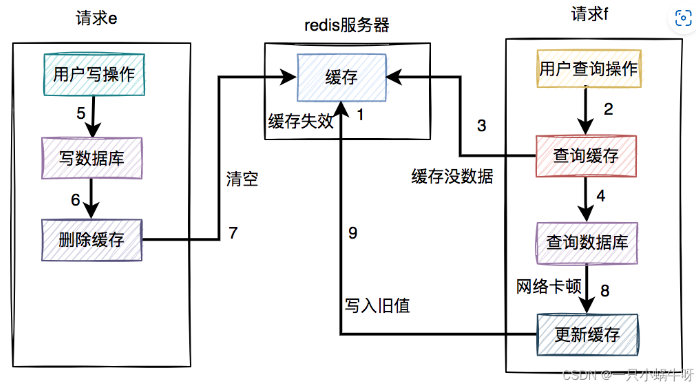 请求e
redis服务器
请求f
用户写操作
缓存
用户查询操作
5
缓存失效
1
2
3
写数据库
查询缓存
缓存没数据
6
清空
4
删除缓存
7
9
查询数据库
网络卡顿
8
写入旧值
更新缓存
CSDN @一只小蜗牛呀